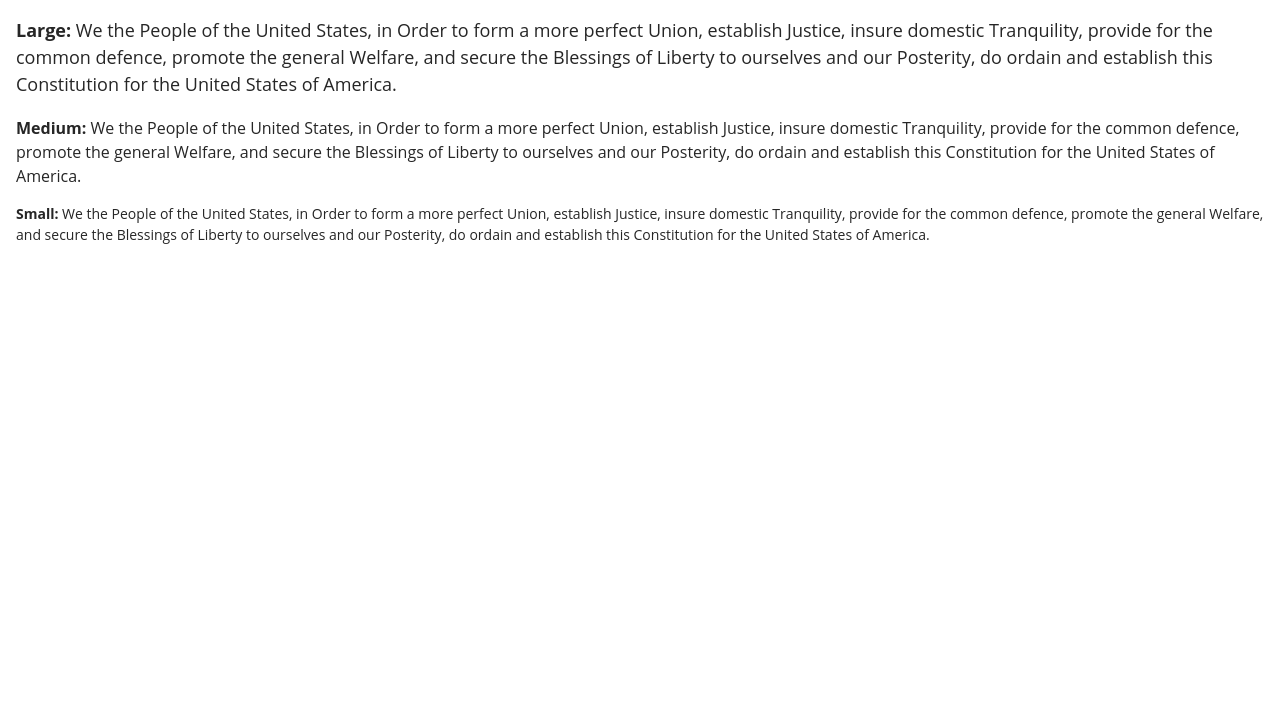 Large: We the People of the United States, in Order to form a more perfect Union, establish Justice, insure domestic Tranquility, provide for the
common defence, promote the general Welfare, and secure the Blessings of Liberty to ourselves and our Posterity, do ordain and establish this
Constitution for the United States of America.
Medium: We the People of the United States, in Order to form a more perfect Union, establish Justice, insure domestic Tranquility, provide for the common defence,
promote the general Welfare, and secure the Blessings of Liberty to ourselves and our Posterity, do ordain and establish this Constitution for the United States of
America.
Small: We the People of the United States, in Order to form a more perfect Union, establish Justice, insure domestic Tranquility, provide for the common defence, promote the general Welfare,
and secure the Blessings of Liberty to ourselves and our Posterity, do ordain and establish this Constitution for the United States of America.